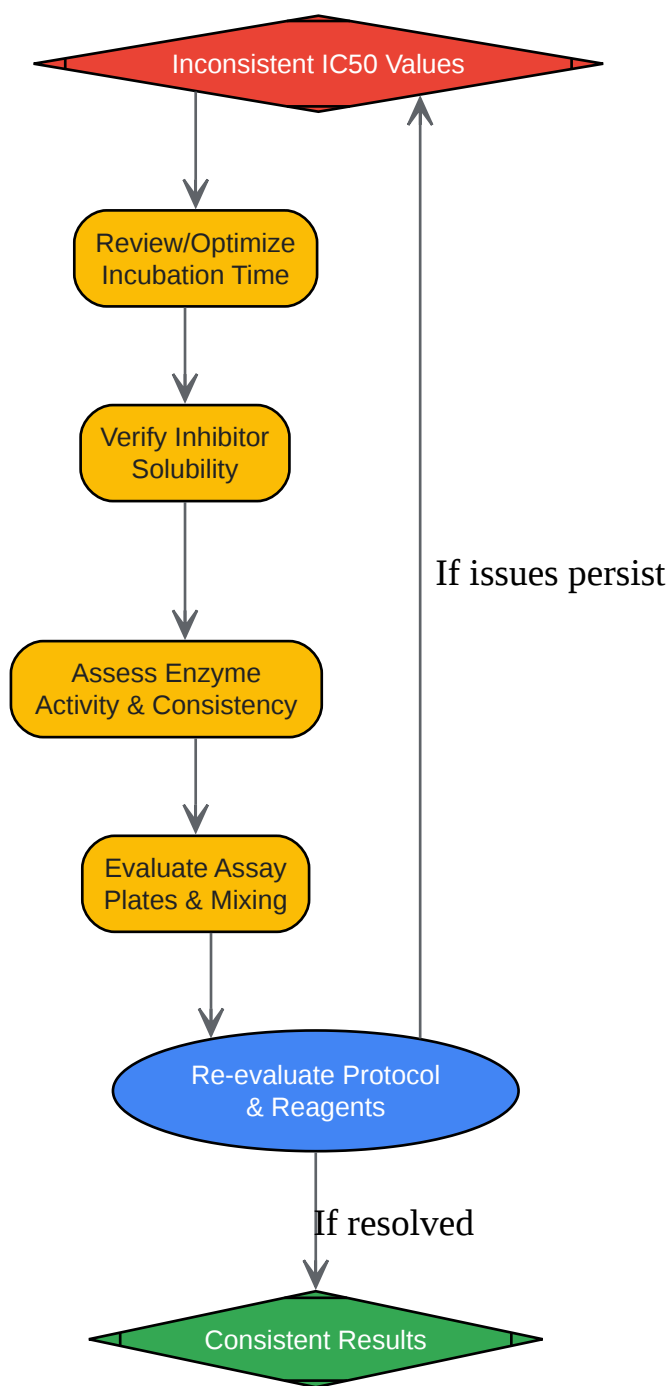 Inconsistent IC50 Values
Review/Optimize
Incubation Time
Verify Inhibitor
Solubility
If issues persist
Assess Enzyme
Activity & Consistency
Evaluate Assay
Plates & Mixing
Re-evaluate Protocol
& Reagents
If resolved
Consistent Results